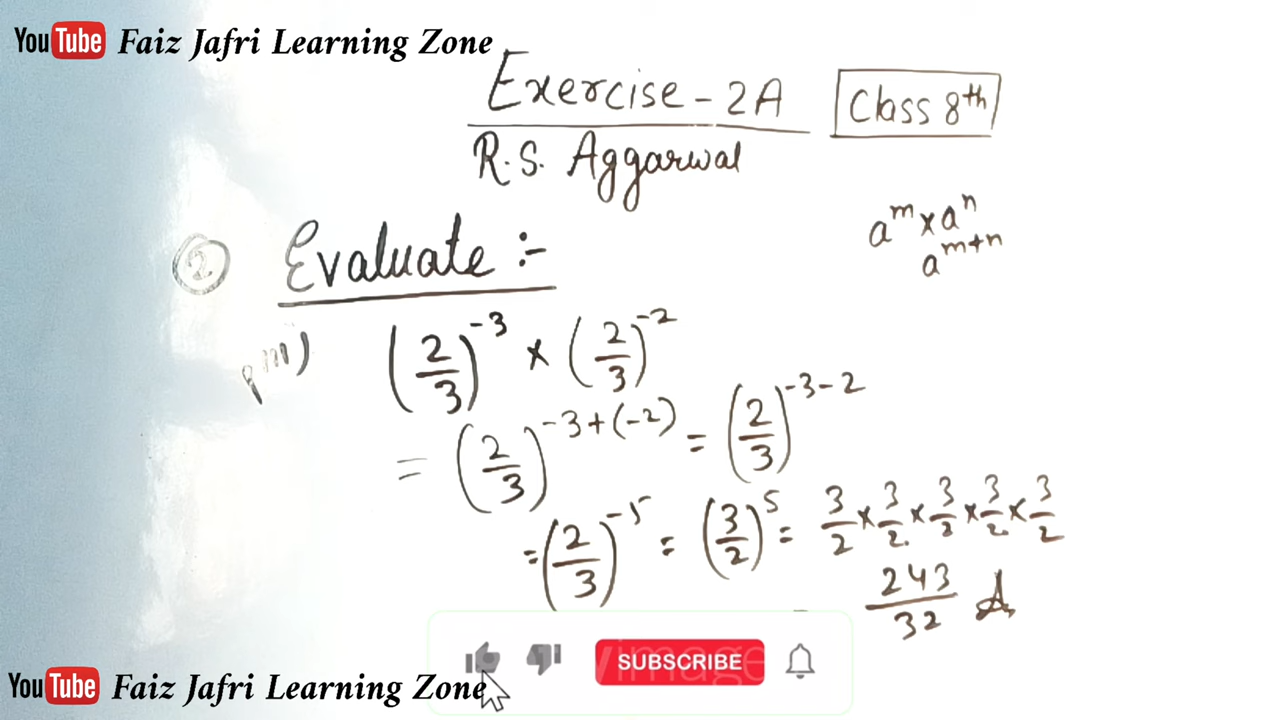 YouTube Faiz Jafri Learning Zone
Exercise - 2A
Class 8th
R.S. Aggarwal
a^m × a^n
a^m+n
② Evaluate :-
(2/3)^-3 × (2/3)^-2
= (2/3)^-3+(-2) = (2/3)^-3-2
= (2/3)^-5 = (3/2)^5 = 3/2 × 3/2 × 3/2 × 3/2 × 3/2
243/32
SUBSCRIBE
YouTube Faiz Jafri Learning Zone